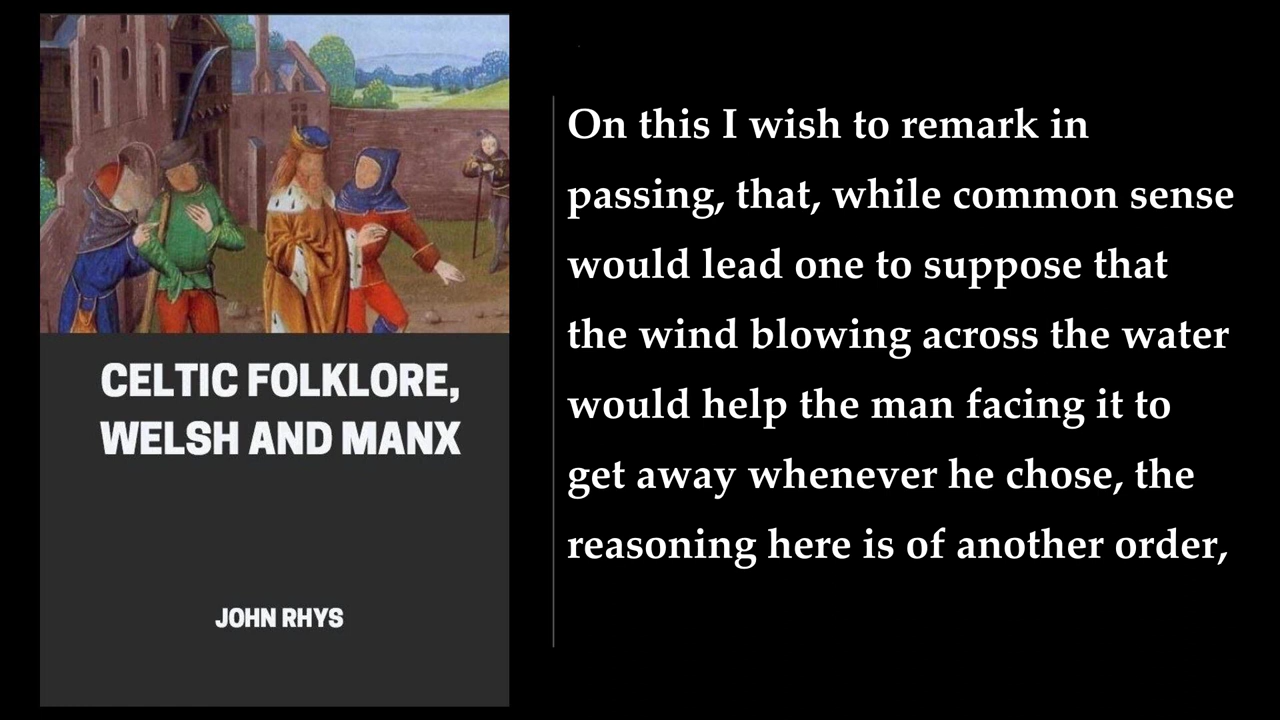 CELTIC FOLKLORE,
WELSH AND MANX
JOHN RHYS
On this I wish to remark in
passing, that, while common sense
would lead one to suppose that
the wind blowing across the water
would help the man facing it to
get away whenever he chose, the
reasoning here is of another order,